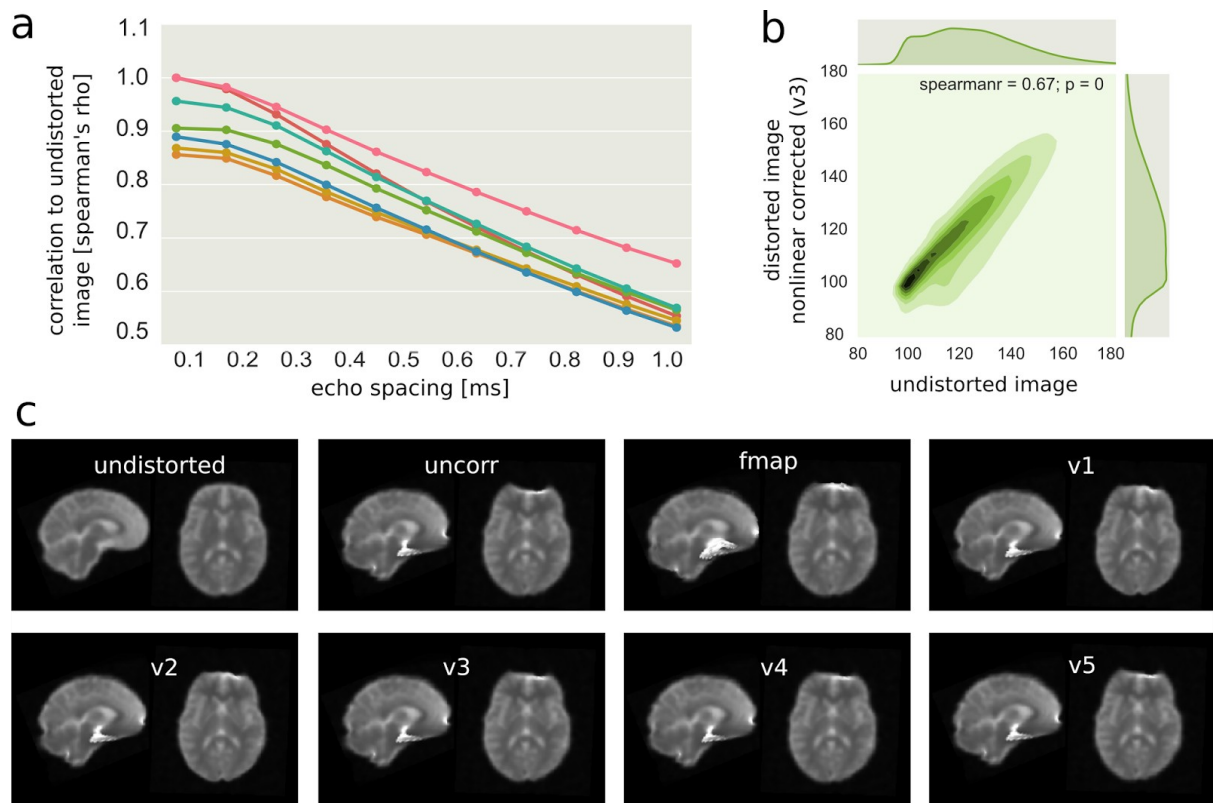 a
1.1
1.0
0.9
0.8
0.7
0.6
0.5
correlation to undistorted
image [spearman's rho]
0.1 0.2 0.3 0.4 0.5 0.6 0.7 0.8 0.9 1.0
echo spacing [ms]
b
spearmanr = 0.67; p = 0
180
160
140
120
100
80
distorted image
nonlinear corrected (v3)
80 100 120 140 160 180
undistorted image
c
undistorted
uncorr
fmap
v1
v2
v3
v4
v5